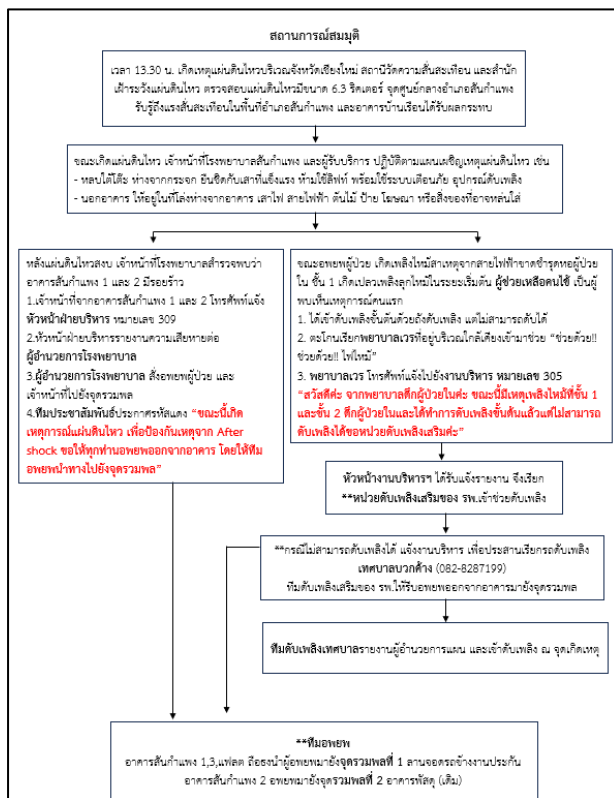 สถานการณ์สมมุติ
เวลา 13.30 น. เกิดเหตุแผ่นดินไหวบริเวณจังหวัดเชียงใหม่ สถานีวัดความสั่นสะเทือน และสำนัก
เฝ้าระวังแผ่นดินไหว ตรวจสอบแผ่นดินไหวมีขนาด 6.3 ริคเตอร์ จุดศูนย์กลางอำเภอสันกำแพง
รับรู้ถึงแรงสั่นสะเทือนในพื้นที่อำเภอสันกำแพง และอาคารบ้านเรือนได้รับผลกระทบ
ขณะเกิดแผ่นดินไหว เจ้าหน้าที่โรงพยาบาลสันกำแพง และผู้รับบริการ ปฏิบัติตามแผนเผชิญเหตุแผ่นดินไหว เช่น
- หลบใต้โต๊ะ ห่างจากกระจก ยืนชิดกับเสาที่แข็งแรง ห้ามใช้ลิฟท์ พร้อมใช้ระบบเตือนภัย อุปกรณ์ดับเพลิง
- นอกอาคาร ให้อยู่ในที่โล่งห่างจากอาคาร เสาไฟ สายไฟฟ้า ต้นไม้ ป้าย โฆษณา หรือสิ่งของที่อาจหล่นใส่
หลังแผ่นดินไหวสงบ เจ้าหน้าที่โรงพยาบาลสำรวจพบว่า
อาคารสันกำแพง 1 และ 2 มีรอยร้าว
1.เจ้าหน้าที่จากอาคารสันกำแพง 1 และ 2 โทรศัพท์แจ้ง
หัวหน้าฝ่ายบริหาร หมายเลข 309
2.หัวหน้าฝ่ายบริหารรายงานความเสียหายต่อ
ผู้อำนวยการโรงพยาบาล
3.ผู้อำนวยการโรงพยาบาล สั่งอพยพผู้ป่วย และ
เจ้าหน้าที่ไปยังจุดรวมพล
4.ทีมประชาสัมพันธ์ประกาศรหัสแดง "ขณะนี้เกิด
เหตุการณ์แผ่นดินไหว เพื่อป้องกันเหตุจาก After
shock ขอให้ทุกท่านอพยพออกจากอาคาร โดยให้ทีม
อพยพนำทางไปยังจุดรวมพล"
ขณะอพยพผู้ป่วย เกิดเพลิงไหม้สาเหตุจากสายไฟฟ้าขาดชำรุดหอผู้ป่วย
ใน ชั้น 1 เกิดเปลวเพลิงลุกไหม้ในระยะเริ่มต้น ผู้ช่วยเหลือคนไข้ เป็นผู้
พบเห็นเหตุการณ์คนแรก
1. ได้เข้าดับเพลิงขั้นต้นด้วยถังดับเพลิง แต่ไม่สามารถดับได้
2. ตะโกนเรียกพยาบาลเวรที่อยู่บริเวณใกล้เคียงเข้ามาช่วย "ช่วยด้วย!!
ช่วยด้วย!! ไฟไหม้"
3. พยาบาลเวร โทรศัพท์แจ้งไปยังงานบริหาร หมายเลข 305
"สวัสดีค่ะ จากพยาบาลตึกผู้ป่วยในค่ะ ขณะนี้มีเหตุเพลิงไหม้ที่ชั้น 1
และชั้น 2 ตึกผู้ป่วยในและได้ทำการดับเพลิงขั้นต้นแล้วแต่ไม่สามารถ
ดับเพลิงได้ขอหน่วยดับเพลิงเสริมค่ะ"
หัวหน้างานบริหารฯ ได้รับแจ้งรายงาน จึงเรียก
**หน่วยดับเพลิงเสริมของ รพ.เข้าช่วยดับเพลิง
**กรณีไม่สามารถดับเพลิงได้ แจ้งงานบริหาร เพื่อประสานเรียกรถดับเพลิง
เทศบาลบวกค้าง (082-8287199)
ทีมดับเพลิงเสริมของ รพ.ให้รีบอพยพออกจากอาคารมายังจุดรวมพล
ทีมดับเพลิงเทศบาลรายงานผู้อำนวยการแผน และเข้าดับเพลิง ณ จุดเกิดเหตุ
**ทีมอพยพ
อาคารสันกำแพง 1,3,แฟลต ถือธงนำผู้อพยพมายังจุดรวมพลที่ 1 ลานจอดรถข้างงานประกัน
อาคารสันกำแพง 2 อพยพมายังจุดรวมพลที่ 2 อาคารพัสดุ (เดิม)